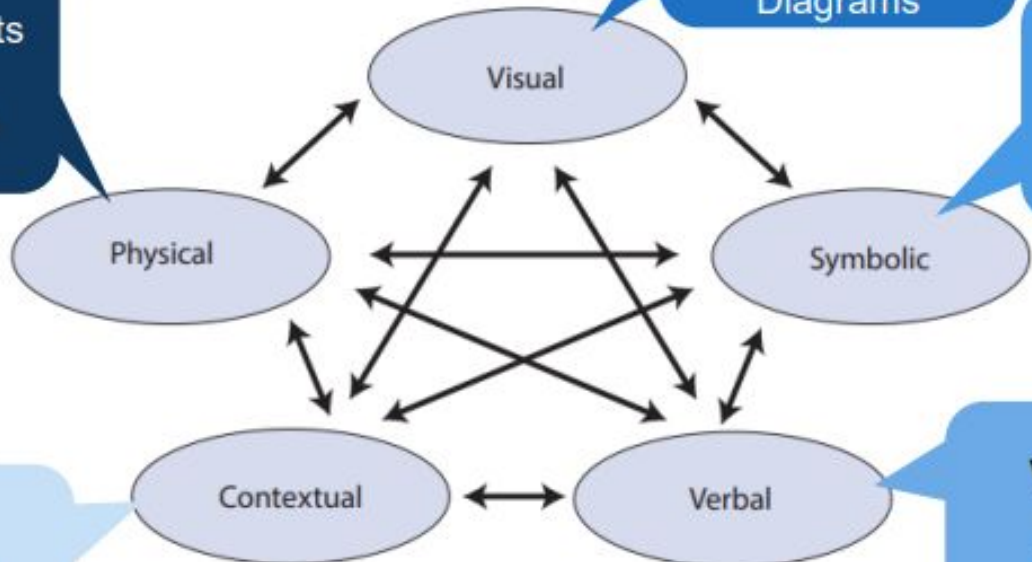 Diagrams
Visual
Physical
Symbolic
Contextual
Verbal